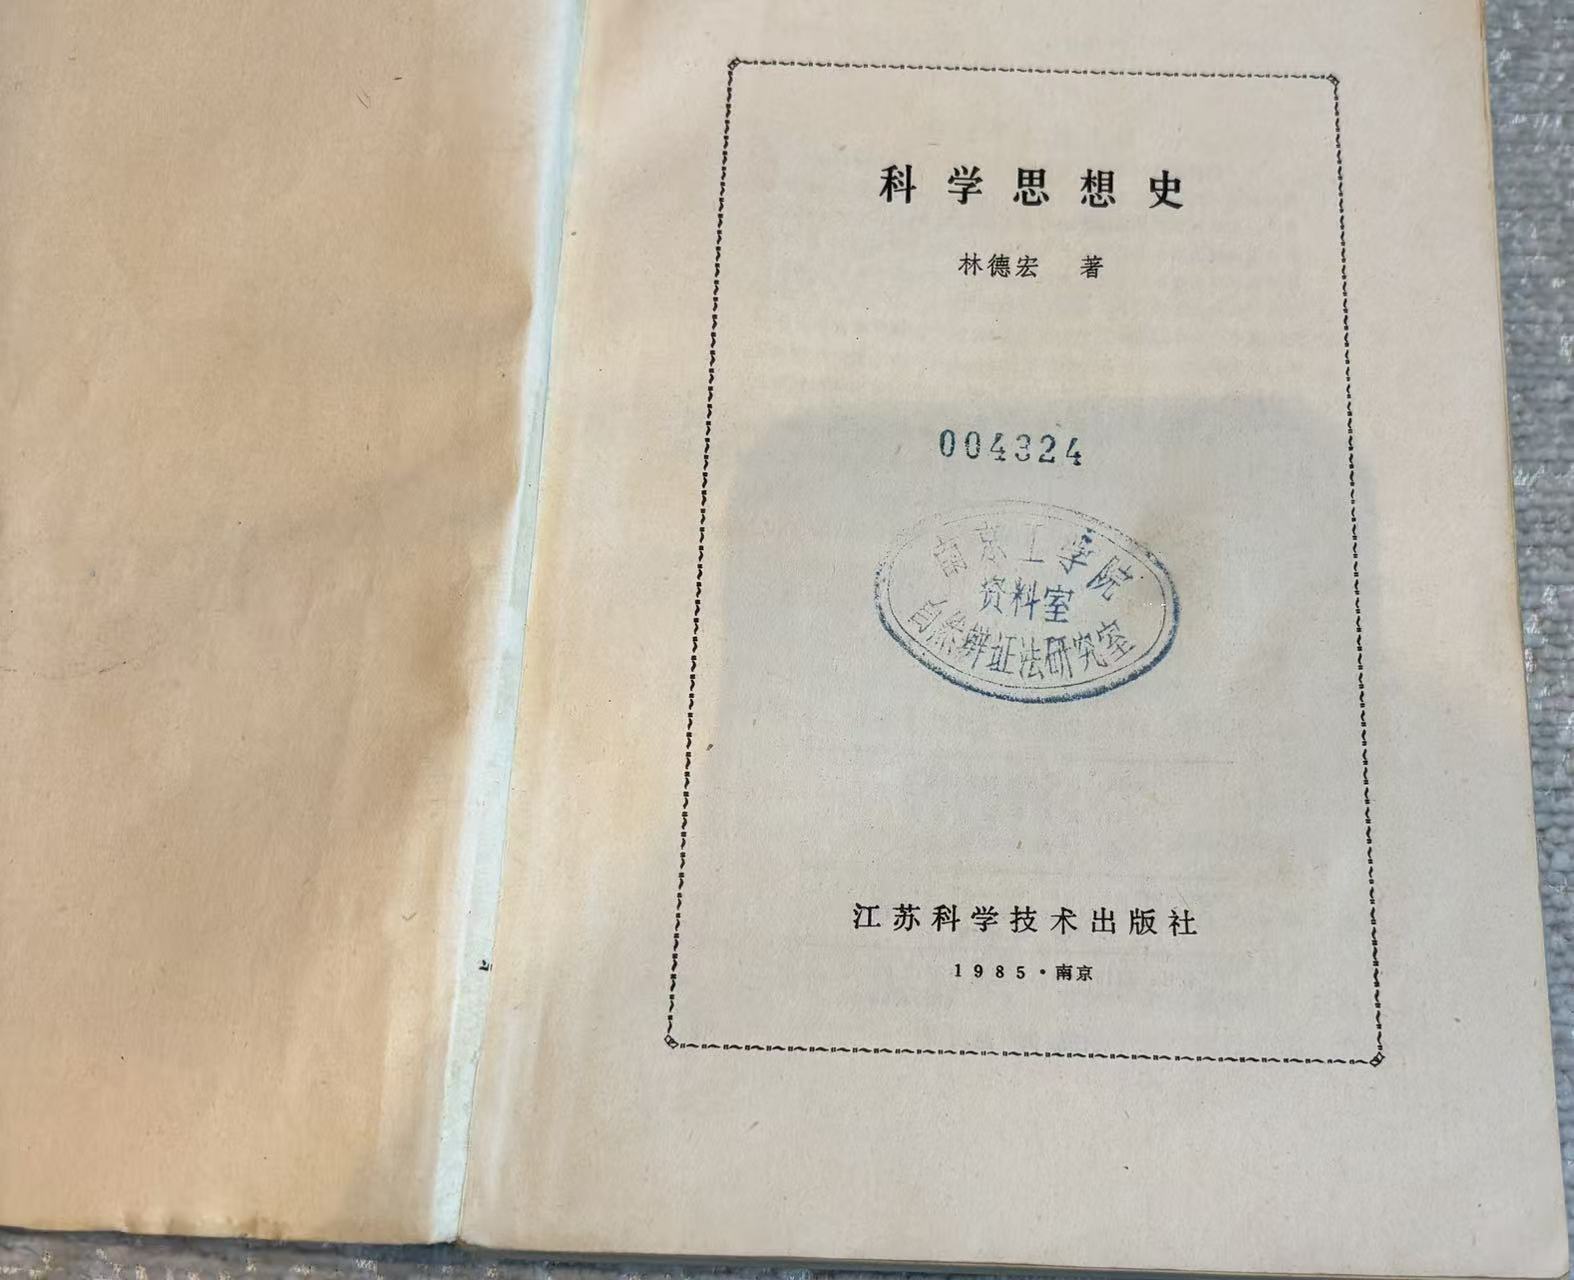 科学思想史
林德宏 著
004324
南京工学院
资料室
自然辩证法研究室
江苏科学技术出版社
1985·南京